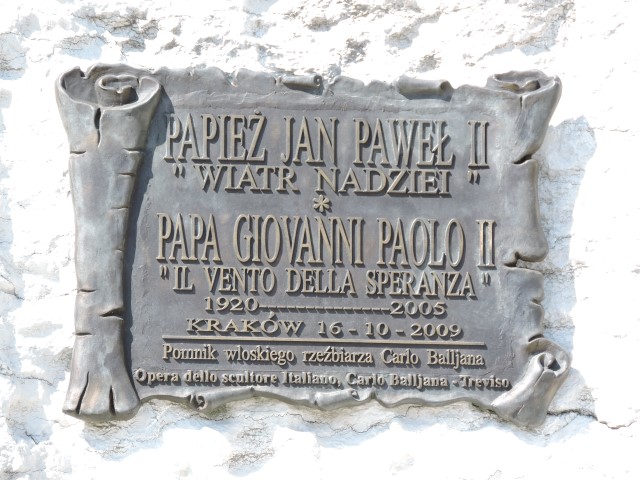 PAPIEŻ JAN PAWEŁ II
"WIATR NADZIEI"
*
PAPA GIOVANNI PAOLO II
"IL VENTO DELLA SPERANZA"
1920----------------2005
KRAKÓW 16-10-2009
Pomnik wloskiego rzeźbiarza Carlo Balljana
Opera dello scultore Italiano, Carlo Balljana - Treviso